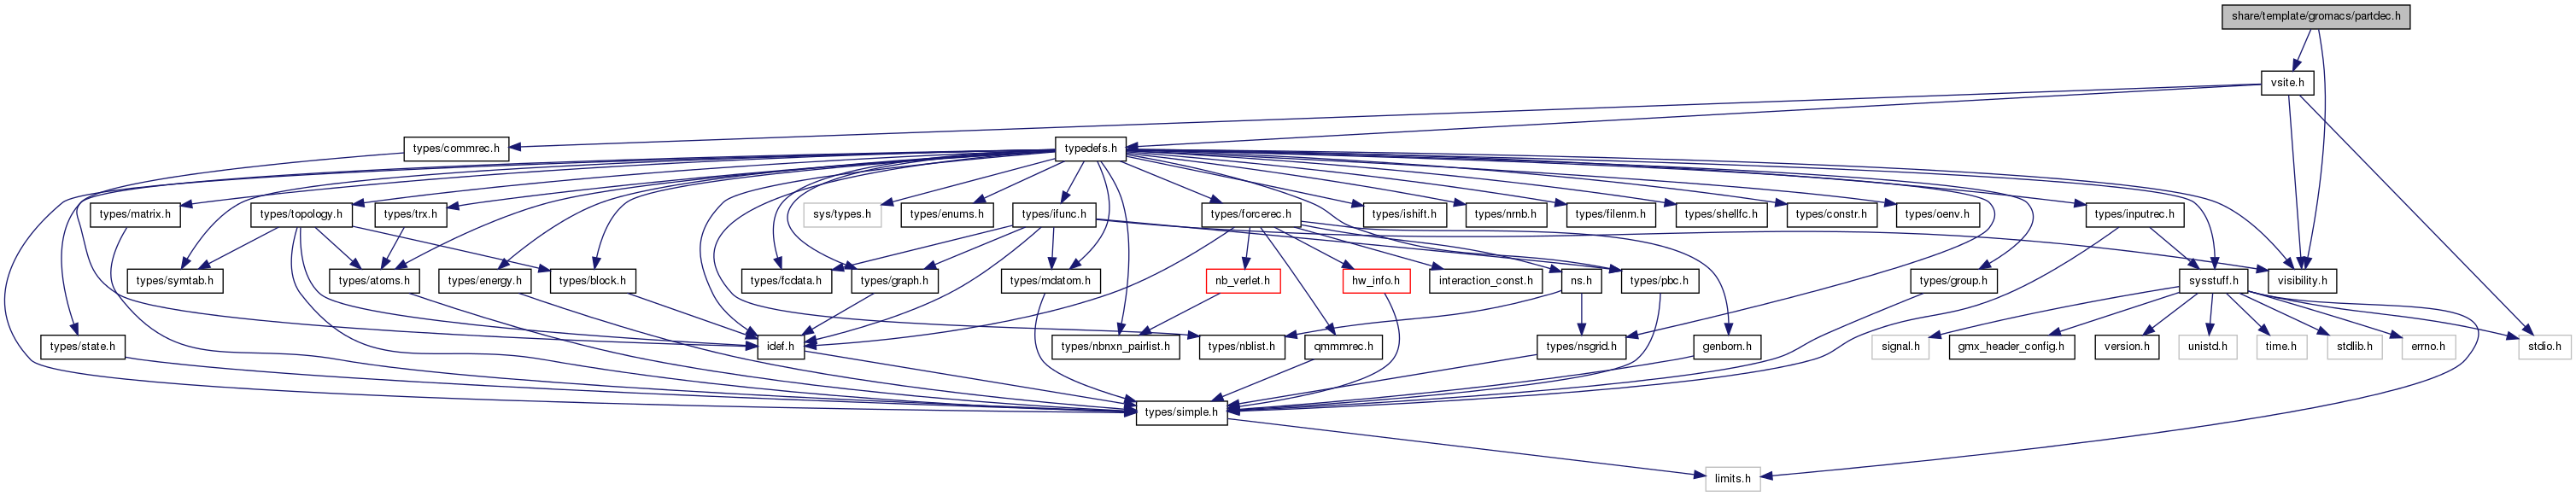 share/template/gromacs/partdec.h
vsite.h
types/commrec.h
typedefs.h
types/matrix.h
types/topology.h
types/trx.h
sys/types.h
types/enums.h
types/ifunc.h
types/forcerec.h
types/ishift.h
types/nrnb.h
types/filenm.h
types/shellfc.h
types/constr.h
types/oenv.h
types/inputrec.h
types/symtab.h
types/atoms.h
types/energy.h
types/block.h
types/fcdata.h
types/graph.h
types/mdatom.h
nb_verlet.h
hw_info.h
interaction_const.h
ns.h
types/pbc.h
types/group.h
sysstuff.h
visibility.h
types/state.h
idef.h
types/nbnxn_pairlist.h
types/nblist.h
qmmmrec.h
types/nsgrid.h
genborn.h
signal.h
gmx_header_config.h
version.h
unistd.h
time.h
stdlib.h
errno.h
stdio.h
types/simple.h
limits.h